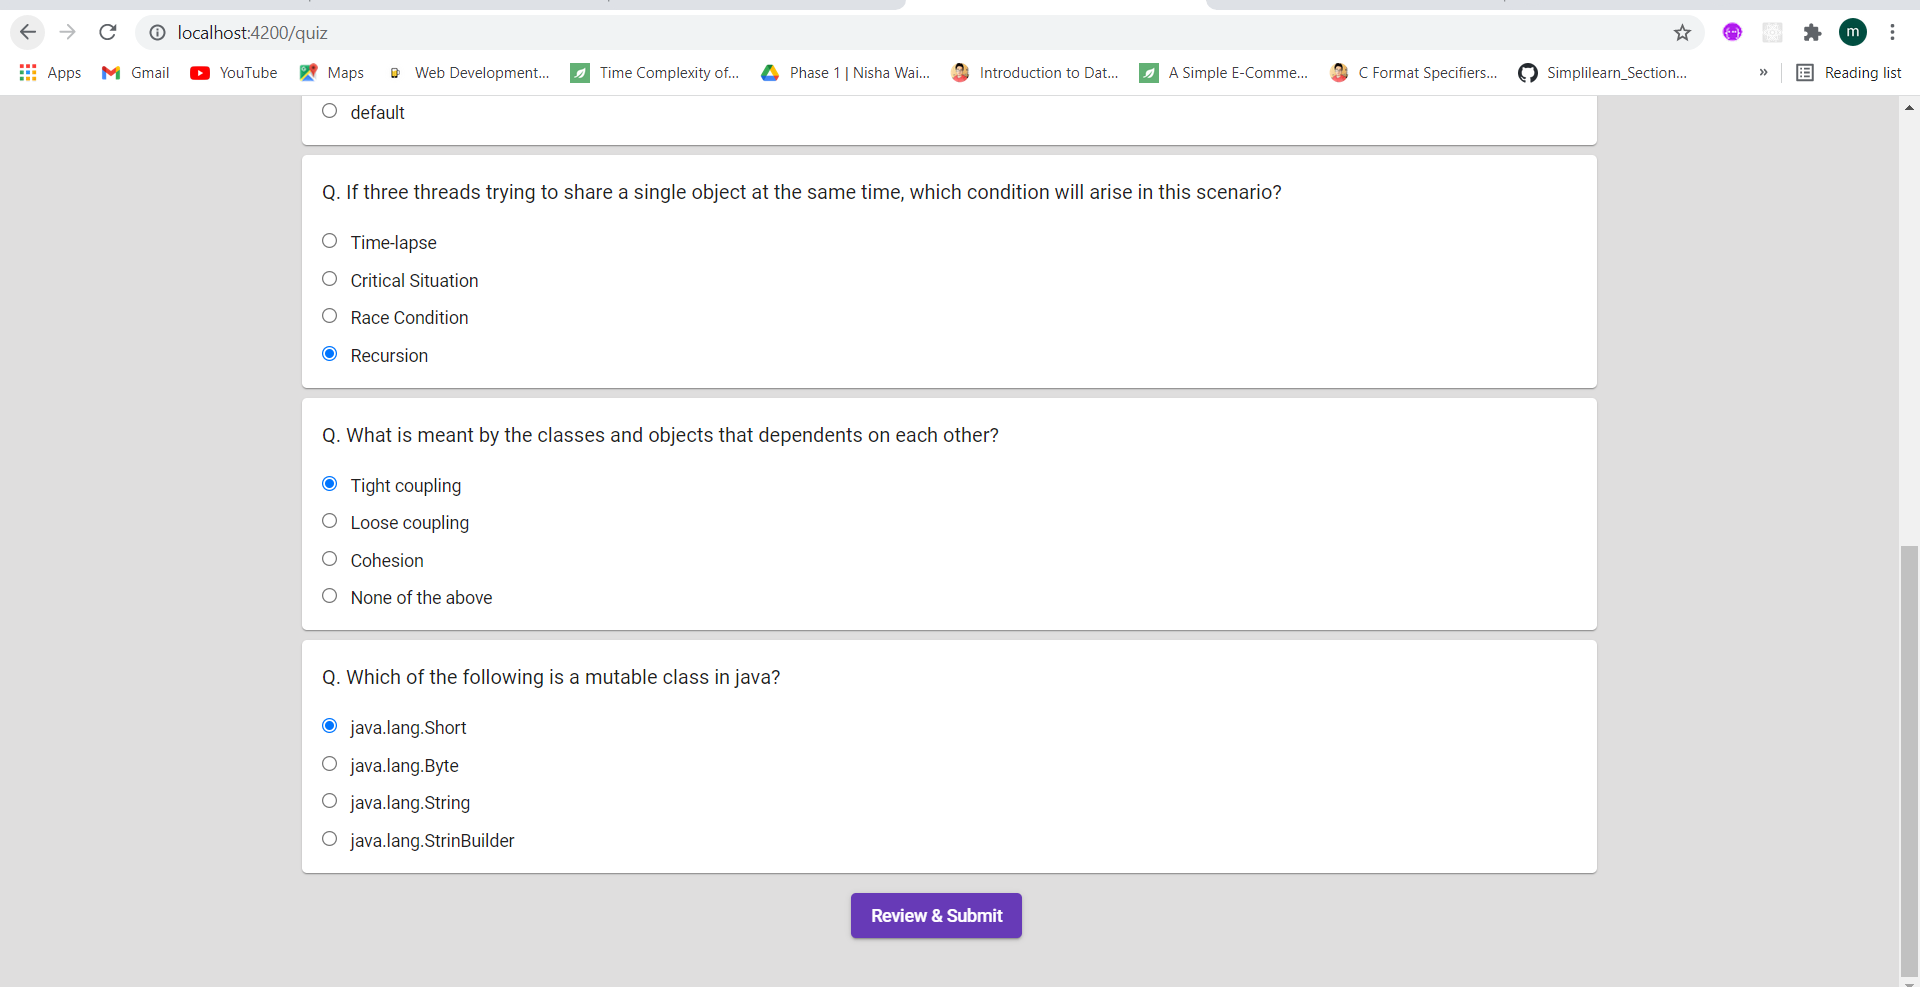 localhost:4200/quiz
m
Apps
Gmail
YouTube
Maps
Web Development...
Time Complexity of...
Phase 1 | Nisha Wai...
Introduction to Dat...
A Simple E-Comme...
C Format Specifiers...
Simplilearn_Section...
»
Reading list
default
Q. If three threads trying to share a single object at the same time, which condition will arise in this scenario?
Time-lapse
Critical Situation
Race Condition
Recursion
Q. What is meant by the classes and objects that dependents on each other?
Tight coupling
Loose coupling
Cohesion
None of the above
Q. Which of the following is a mutable class in java?
java.lang.Short
java.lang.Byte
java.lang.String
java.lang.StrinBuilder
Review & Submit